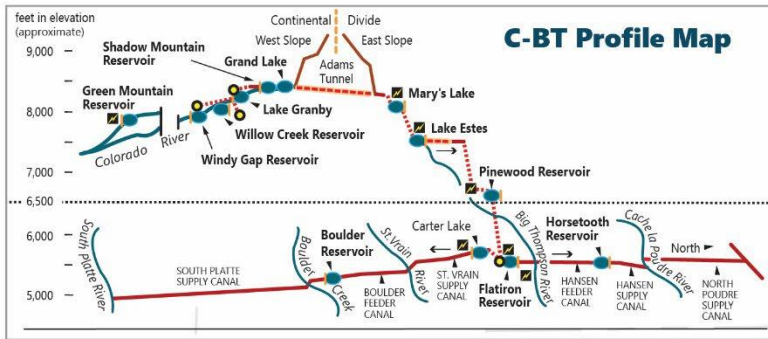 feet in elevation
(approximate)
9,000
8,000
7,000
6,500
6,000
5,000
C-BT Profile Map
Continental Divide
West Slope
East Slope
Adams
Tunnel
Shadow Mountain
Reservoir
Grand Lake
Green Mountain
Reservoir
Lake Granby
Willow Creek Reservoir
Windy Gap Reservoir
Colorado
River
Mary's Lake
Lake Estes
Pinewood Reservoir
South Platte River
SOUTH PLATTE
SUPPLY CANAL
Boulder
Creek
Boulder
Reservoir
BOULDER
FEEDER
CANAL
St.Vrain
River
Carter Lake
ST. VRAIN
SUPPLY
CANAL
Flatiron
Reservoir
Big Thompson River
Horsetooth
Reservoir
HANSEN
FEEDER
CANAL
HANSEN
SUPPLY
CANAL
Cache la Poudre River
North
NORTH
POUDRE
SUPPLY
CANAL